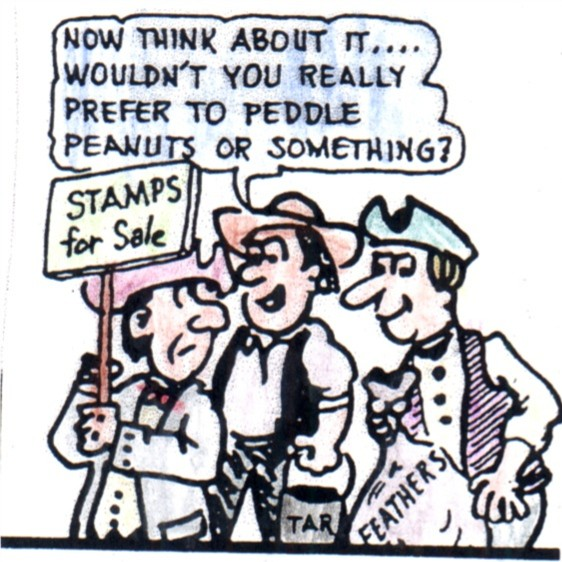 NOW THINK ABOUT IT....
WOULDN'T YOU REALLY
PREFER TO PEDDLE
PEANUTS OR SOMETHING?
STAMPS
for Sale
TAR
FEATHERS